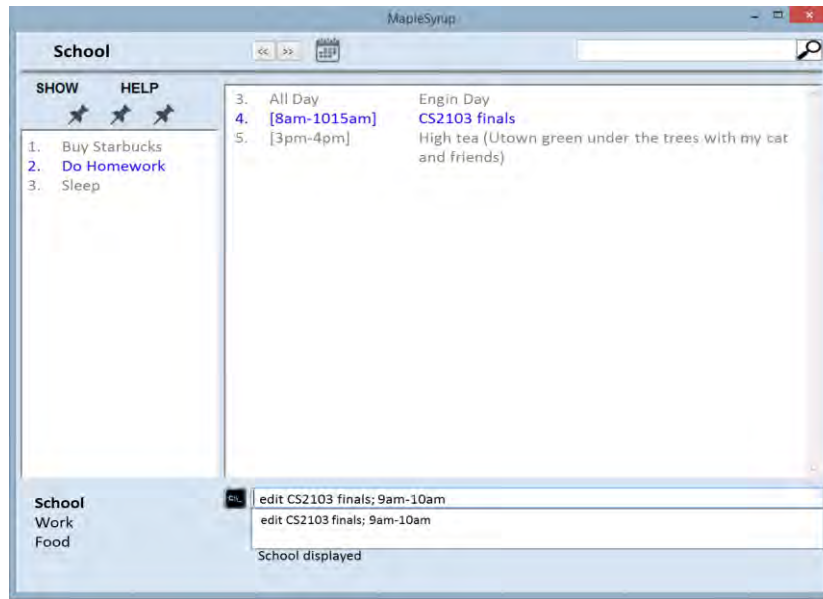 MapleSyrup
School
<< >>
SHOW HELP
1. Buy Starbucks
2. Do Homework
3. Sleep
3. All Day Engin Day
4. [8am-1015am] CS2103 finals
5. [3pm-4pm] High tea (Utown green under the trees with my cat
and friends)
School
Work
Food
edit CS2103 finals; 9am-10am
edit CS2103 finals; 9am-10am
School displayed